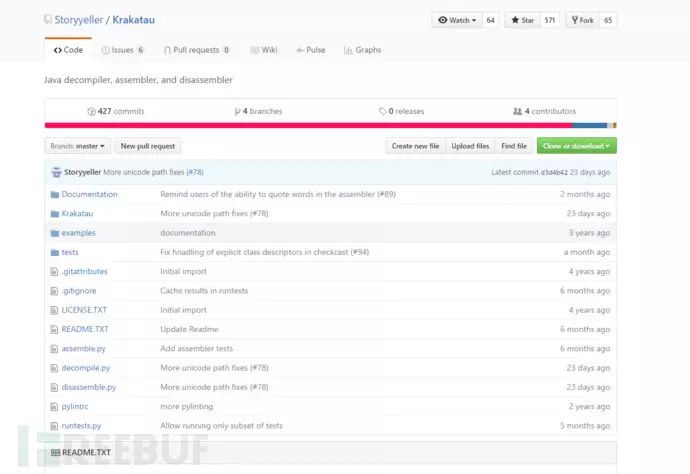 Storyyeller / Krakatau Watch 64 Star 571 Fork 65
Code Issues 6 Pull requests 0 Wiki Pulse Graphs
Java decompiler, assembler, and disassembler
427 commits 4 branches 0 releases 4 contributors
Branch: master New pull request Create new file Upload files Find file Clone or download
Storyyeller More unicode path fixes (#78) Latest commit d3d4b42 23 days ago
Documentation Remind users of the ability to quote words in the assembler (#89) 2 months ago
Krakatau More unicode path fixes (#78) 23 days ago
examples documentation 3 years ago
tests Fix hnadling of explicit class descriptors in checkcast (#94) a month ago
.gitattributes Initial import 4 years ago
.gitignore Cache results in runtests 6 months ago
LICENSE.TXT Initial import 4 years ago
README.TXT Update Readme 6 months ago
assemble.py Add assembler tests 6 months ago
decompile.py More unicode path fixes (#78) 23 days ago
disassemble.py More unicode path fixes (#78) 23 days ago
pylintrc more pylinting 2 years ago
runtests.py Allow running only subset of tests 5 months ago
README.TXT
FREEBUF